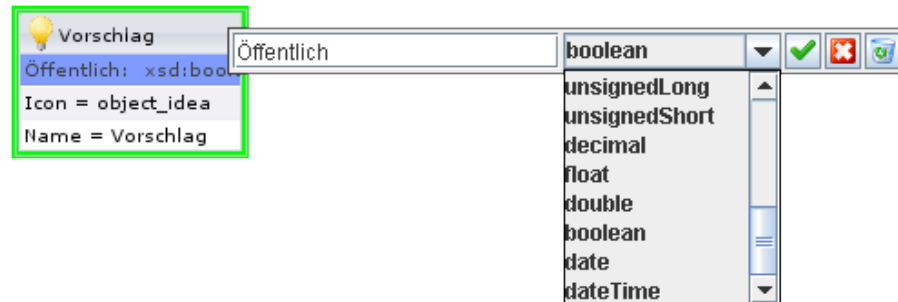 Vorschlag
Öffentlich: xsd:boo
Icon = object_idea
Name = Vorschlag
Öffentlich
boolean
unsignedLong
unsignedShort
decimal
float
double
boolean
date
dateTime